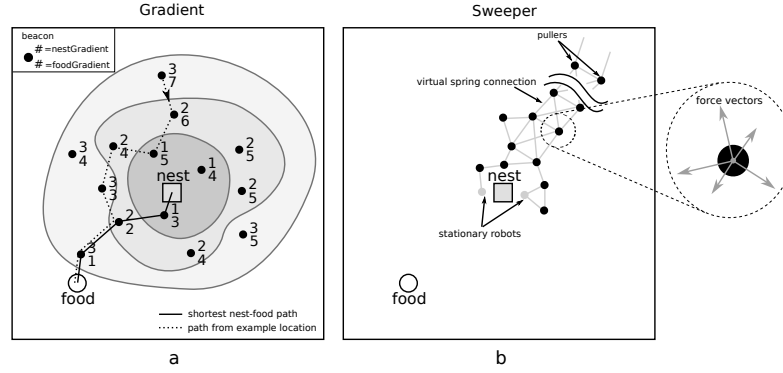 Gradient
beacon
#=nestGradient
#=foodGradient
3
7
2
6
2
4
1
5
2
5
3
4
1
4
nest
3
3
2
5
1
3
2
2
3
5
3
1
2
4
food
shortest nest-food path
path from example location
a
Sweeper
pullers
virtual spring connection
force vectors
nest
stationary robots
food
b